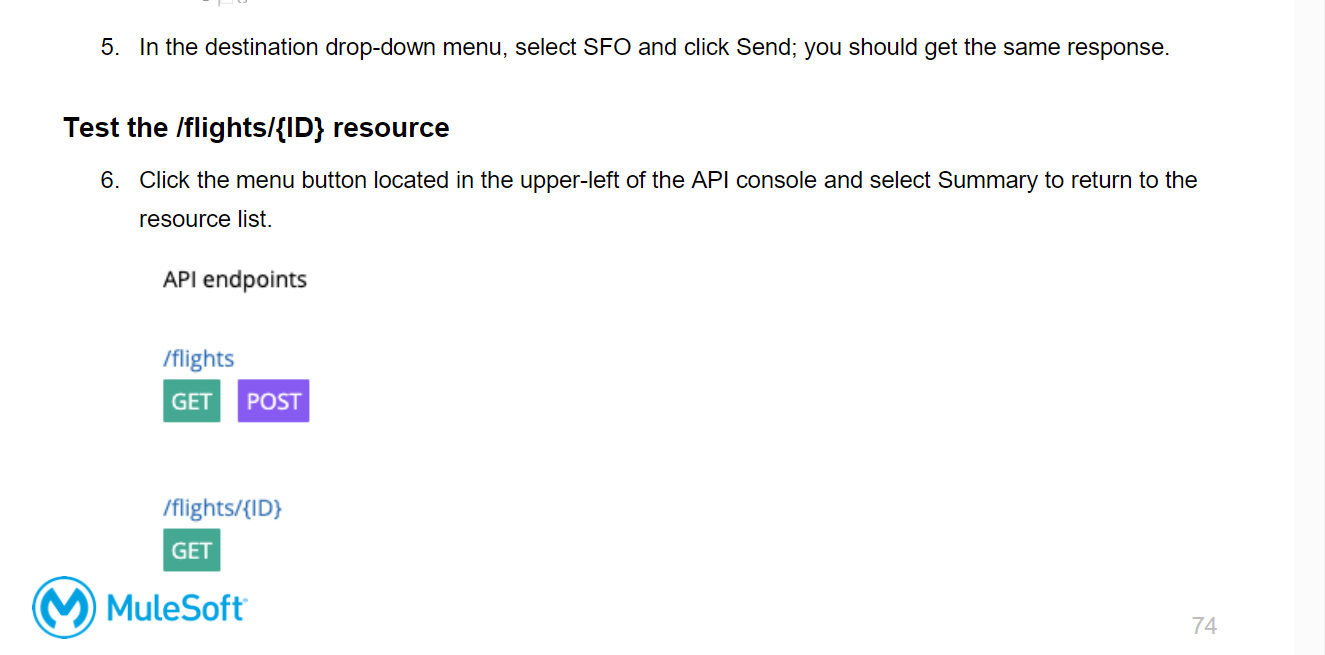 5. In the destination drop-down menu, select SFO and click Send; you should get the same response.
Test the /flights/{ID} resource
6. Click the menu button located in the upper-left of the API console and select Summary to return to the
resource list.
API endpoints
/flights
GET POST
/flights/{ID}
GET
MuleSoft
74